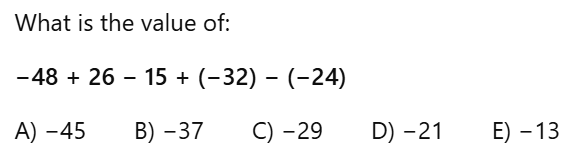 What is the value of:
−48 + 26 − 15 + (−32) − (−24)
A) −45 B) −37 C) −29 D) −21 E) −13